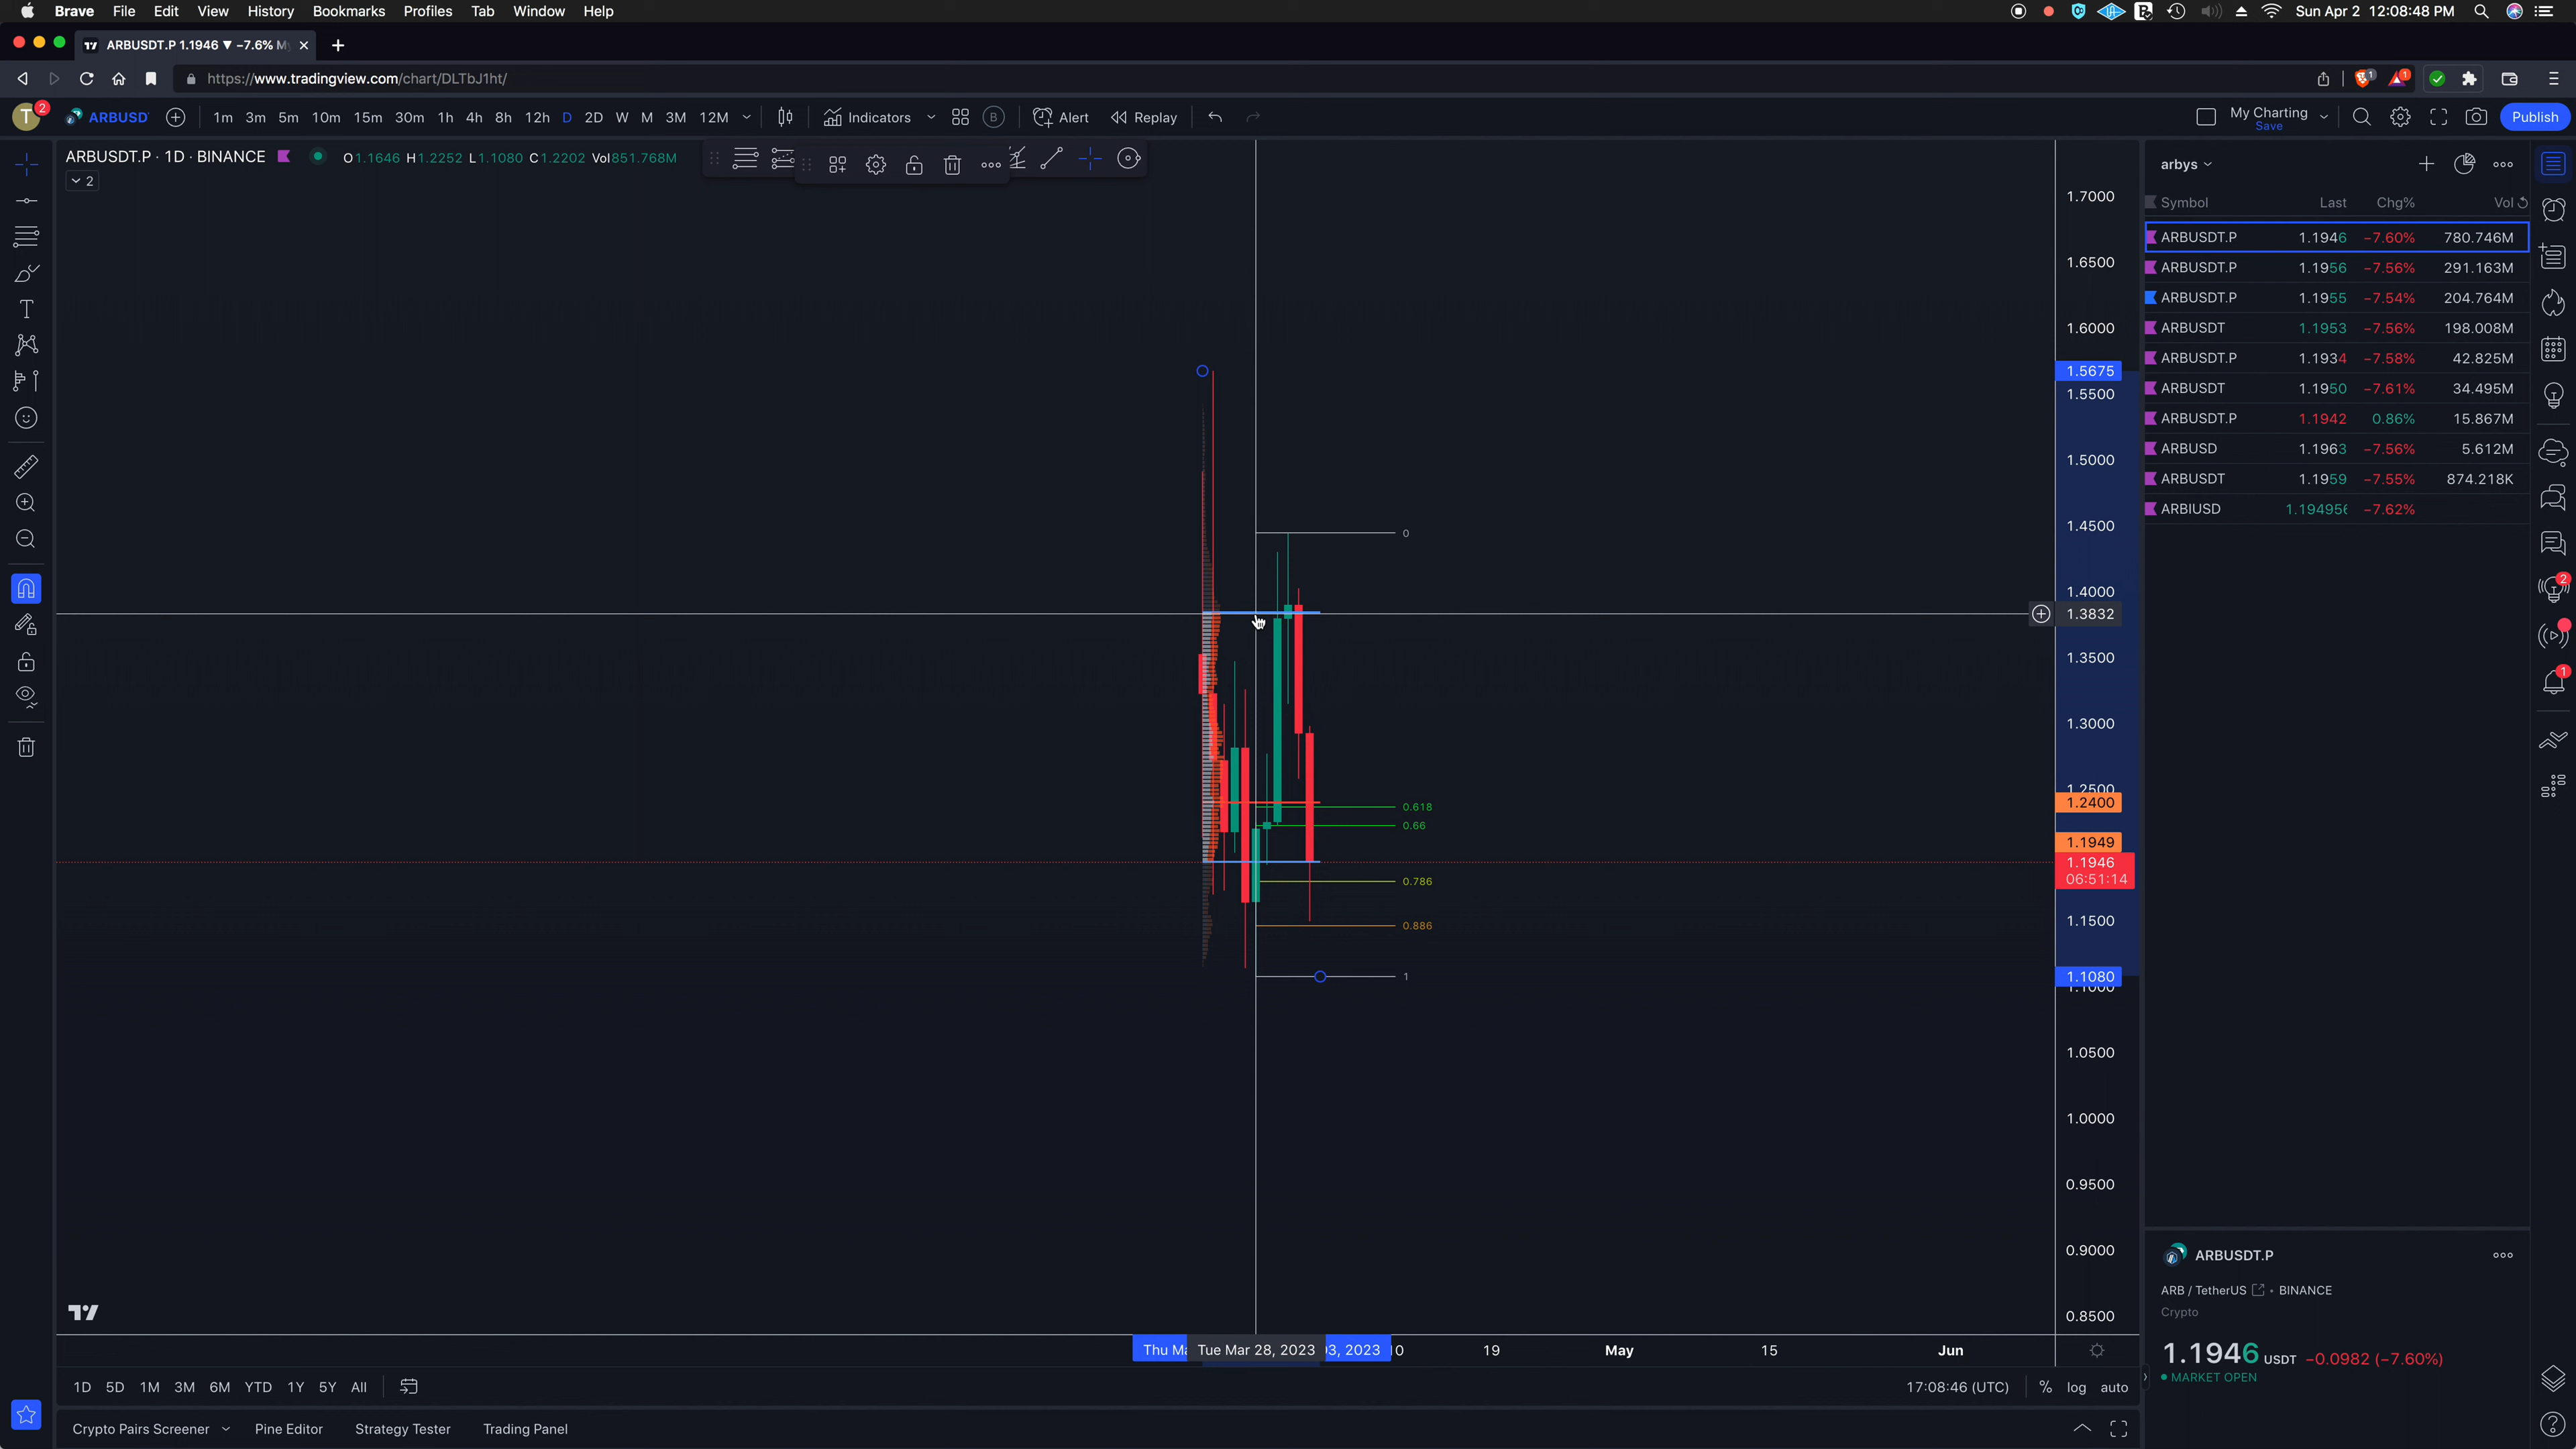 Brave File Edit View History Bookmarks Profiles Tab Window Help Sun Apr 2 12:08:48 PM
ARBUSDT.P 1.1946 ▼ −7.6%
https://www.tradingview.com/chart/DLTbJ1ht/
T 2 ARBUSD 1m 3m 5m 10m 15m 30m 1h 4h 8h 12h D 2D W M 3M 12M Indicators B Alert Replay My Charting Save Publish
ARBUSDT.P · 1D · BINANCE O1.1646 H1.2252 L1.1080 C1.2202 Vol851.768M
2
1.7000
1.6500
1.6000
1.5675
1.5500
1.5000
1.4500
1.4000
1.3832
1.3500
1.3000
1.2500
1.2400
1.1949
1.1946
06:51:14
1.1500
1.1080
1.1000
1.0500
1.0000
0.9500
0.9000
0.8500
0
0.618
0.66
0.786
0.886
1
Tue Mar 28, 2023
19 May 15 Jun
1D 5D 1M 3M 6M YTD 1Y 5Y All 17:08:46 (UTC) % log auto
Crypto Pairs Screener Pine Editor Strategy Tester Trading Panel
arbys
Symbol Last Chg% Vol
ARBUSDT.P 1.1946 −7.60% 780.746M
ARBUSDT.P 1.1956 −7.56% 291.163M
ARBUSDT.P 1.1955 −7.54% 204.764M
ARBUSDT 1.1953 −7.56% 198.008M
ARBUSDT.P 1.1934 −7.58% 42.825M
ARBUSDT 1.1950 −7.61% 34.495M
ARBUSDT.P 1.1942 0.86% 15.867M
ARBUSD 1.1963 −7.56% 5.612M
ARBUSDT 1.1959 −7.55% 874.218K
ARBIUSD 1.194956 −7.62%
ARBUSDT.P
ARB / TetherUS • BINANCE
Crypto
1.1946 USDT −0.0982 (−7.60%)
MARKET OPEN